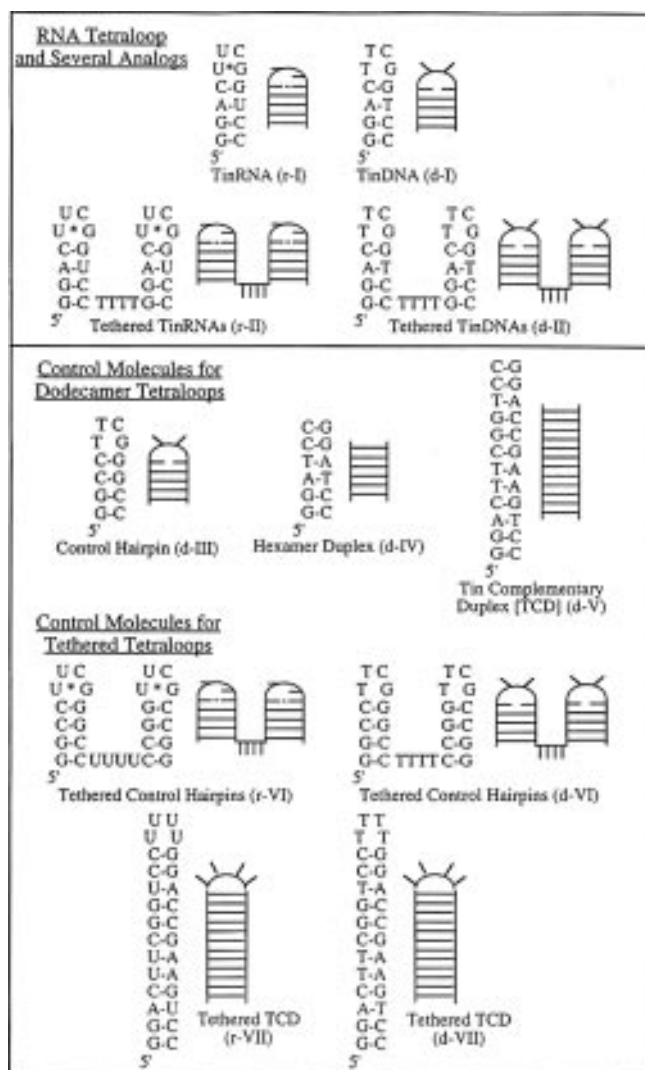 RNA Tetraloop
and Several Analogs
U C
U*G
C-G
A-U
G-C
G-C
5'
TinRNA (r-I)
T C
T G
C-G
A-T
G-C
G-C
5'
TinDNA (d-I)
U C U C
U*G U*G
C-G C-G
A-U A-U
G-C G-C
G-C TTTT G-C
5'
Tethered TinRNAs (r-II)
T C T C
T G T G
C-G C-G
A-T A-T
G-C G-C
G-C TTTT G-C
5'
Tethered TinDNAs (d-II)
Control Molecules for
Dodecamer Tetraloops
T C
T G
C-G
C-G
G-C
G-C
5'
Control Hairpin (d-III)
C-G
C-G
T-A
A-T
G-C
G-C
5'
Hexamer Duplex (d-IV)
C-G
C-G
T-A
G-C
G-C
C-G
T-A
T-A
C-G
A-T
G-C
G-C
5'
Tin Complementary
Duplex [TCD] (d-V)
Control Molecules for
Tethered Tetraloops
U C U C
U*G U*G
C-G G-C
C-G G-C
G-C C-G
G-C UUUU C-G
5'
Tethered Control Hairpins (r-VI)
T C T C
T G T G
C-G G-C
C-G G-C
G-C C-G
G-C TTTT C-G
5'
Tethered Control Hairpins (d-VI)
U U
U U
C-G
C-G
U-A
G-C
G-C
C-G
U-A
U-A
C-G
A-U
G-C
G-C
5'
Tethered TCD
(r-VII)
T T
T T
C-G
C-G
T-A
G-C
G-C
C-G
T-A
T-A
C-G
A-T
G-C
G-C
5'
Tethered TCD
(d-VII)